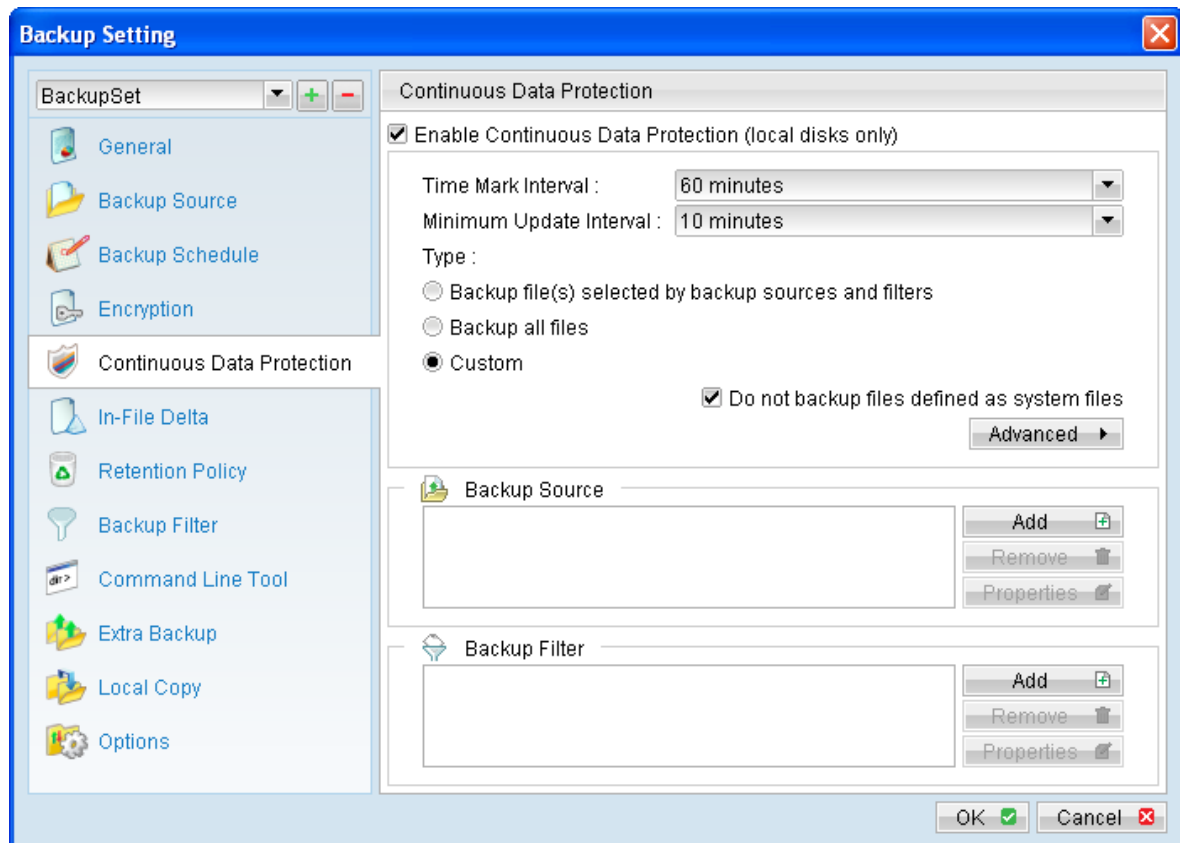 Backup Setting
BackupSet
General
Backup Source
Backup Schedule
Encryption
Continuous Data Protection
In-File Delta
Retention Policy
Backup Filter
Command Line Tool
Extra Backup
Local Copy
Options
Continuous Data Protection
Enable Continuous Data Protection (local disks only)
Time Mark Interval : 60 minutes
Minimum Update Interval : 10 minutes
Type :
Backup file(s) selected by backup sources and filters
Backup all files
Custom
Do not backup files defined as system files
Advanced
Backup Source
Add
Remove
Properties
Backup Filter
Add
Remove
Properties
OK Cancel